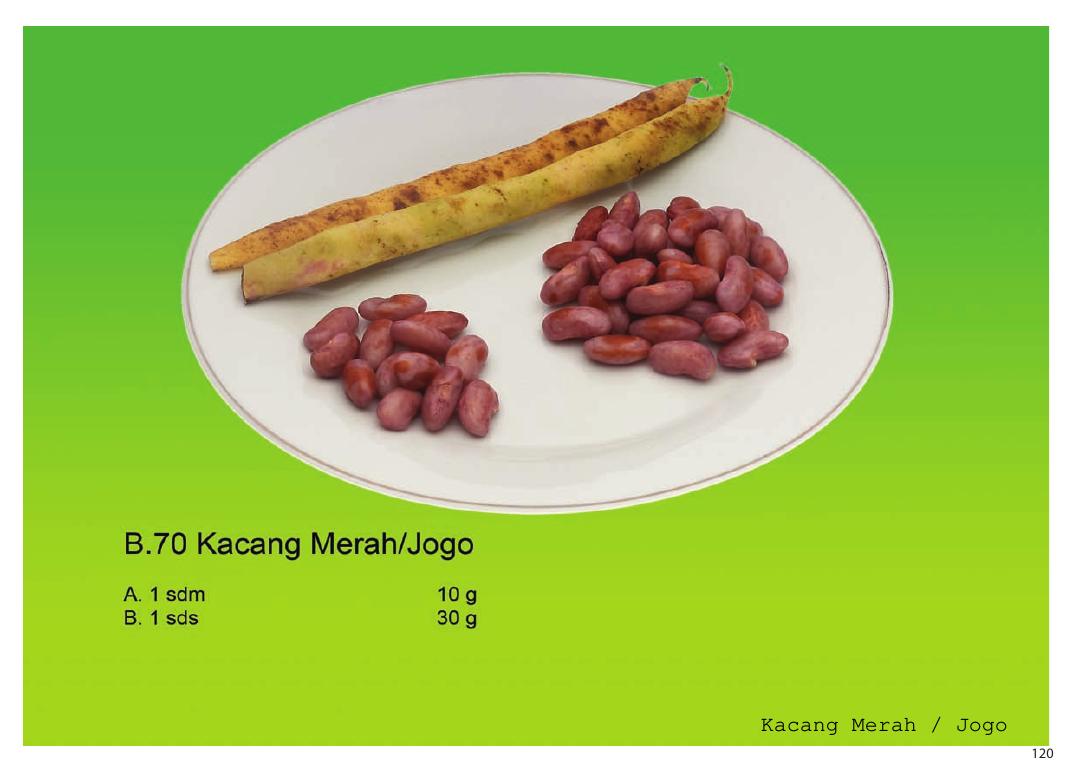 B.70 Kacang Merah/Jogo
A. 1 sdm 10 g
B. 1 sds 30 g
Kacang Merah / Jogo
120